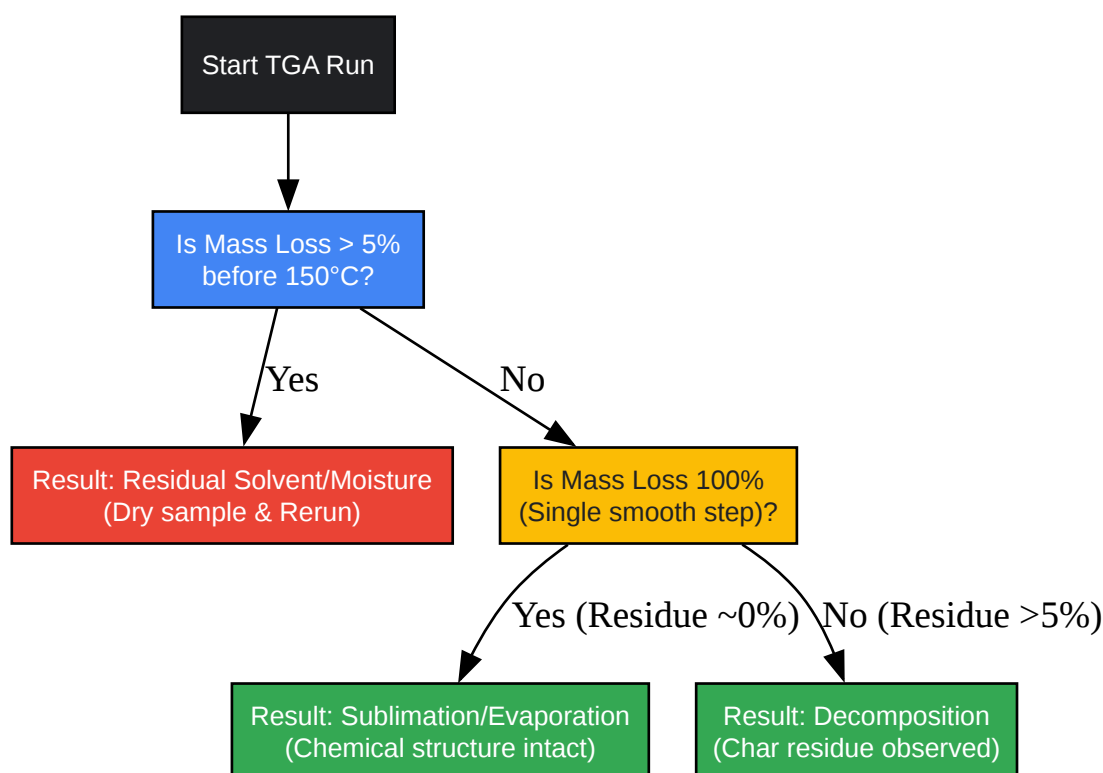 Start TGA Run
Is Mass Loss > 5%
before 150°C?
Yes
No
Result: Residual Solvent/Moisture
(Dry sample & Rerun)
Is Mass Loss 100%
(Single smooth step)?
Yes (Residue ~0%)
No (Residue >5%)
Result: Sublimation/Evaporation
(Chemical structure intact)
Result: Decomposition
(Char residue observed)